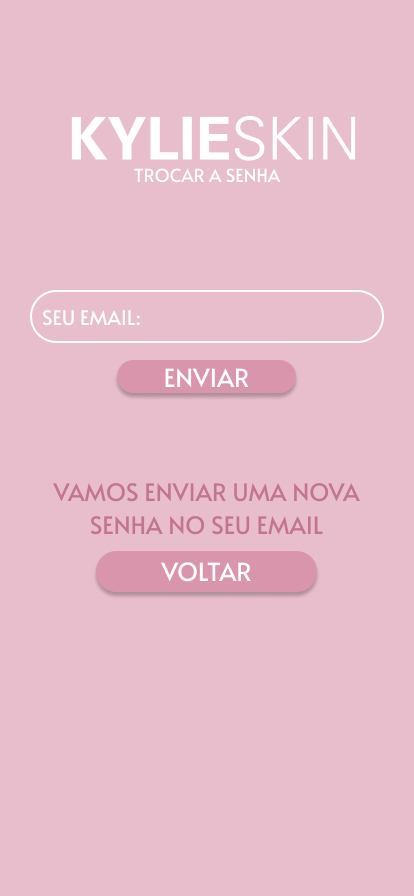 KYLIESKIN
TROCAR A SENHA
SEU EMAIL:
ENVIAR
VAMOS ENVIAR UMA NOVA
SENHA NO SEU EMAIL
VOLTAR